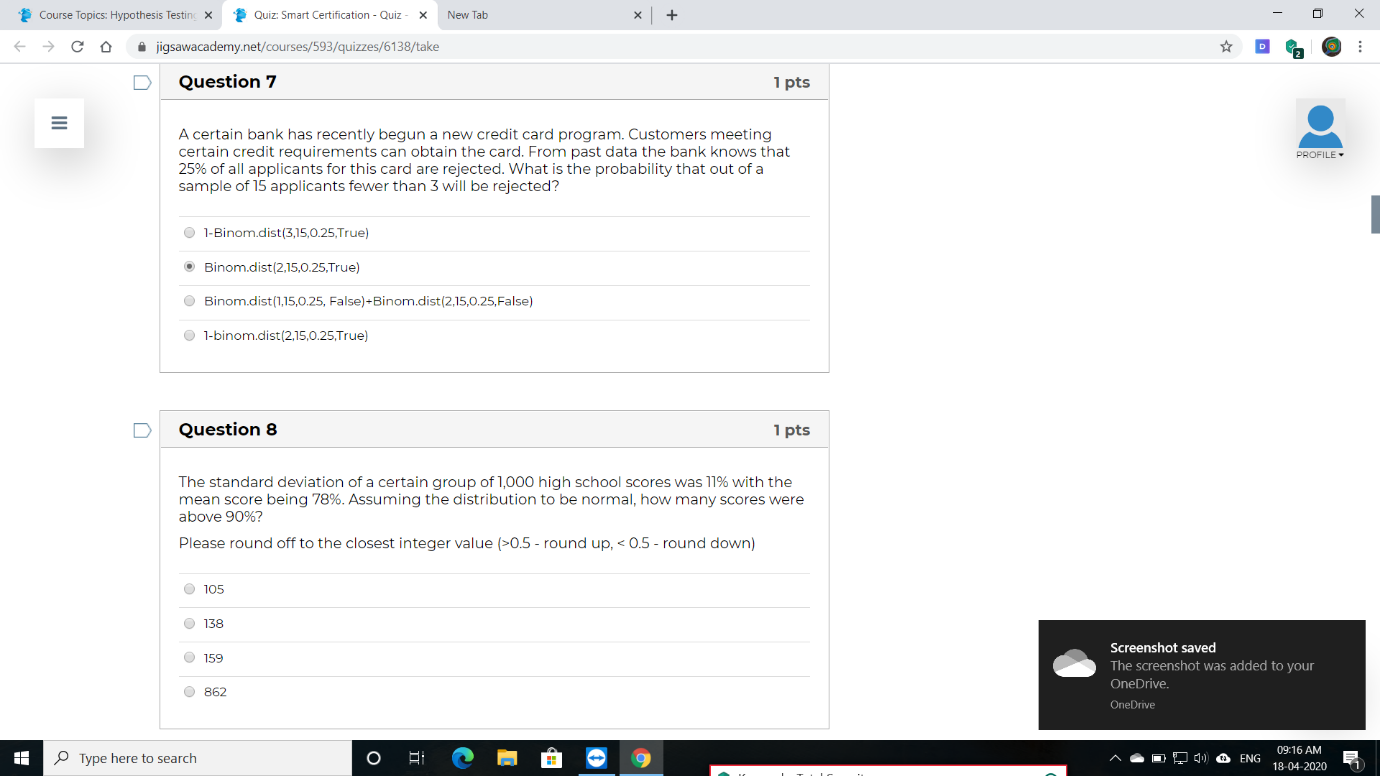 Course Topics: Hypothesis Testing
Quiz: Smart Certification - Quiz -
New Tab
jigsawacademy.net/courses/593/quizzes/6138/take
D
2
Question 7
1 pts
PROFILE
A certain bank has recently begun a new credit card program. Customers meeting
certain credit requirements can obtain the card. From past data the bank knows that
25% of all applicants for this card are rejected. What is the probability that out of a
sample of 15 applicants fewer than 3 will be rejected?
1-Binom.dist(3,15,0.25,True)
Binom.dist(2,15,0.25,True)
Binom.dist(1,15,0.25, False)+Binom.dist(2,15,0.25,False)
1-binom.dist(2,15,0.25,True)
Question 8
1 pts
The standard deviation of a certain group of 1,000 high school scores was 11% with the
mean score being 78%. Assuming the distribution to be normal, how many scores were
above 90%?
Please round off to the closest integer value (>0.5 - round up, < 0.5 - round down)
105
138
159
862
Screenshot saved
The screenshot was added to your
OneDrive.
OneDrive
Type here to search
ENG
09:16 AM
18-04-2020
1